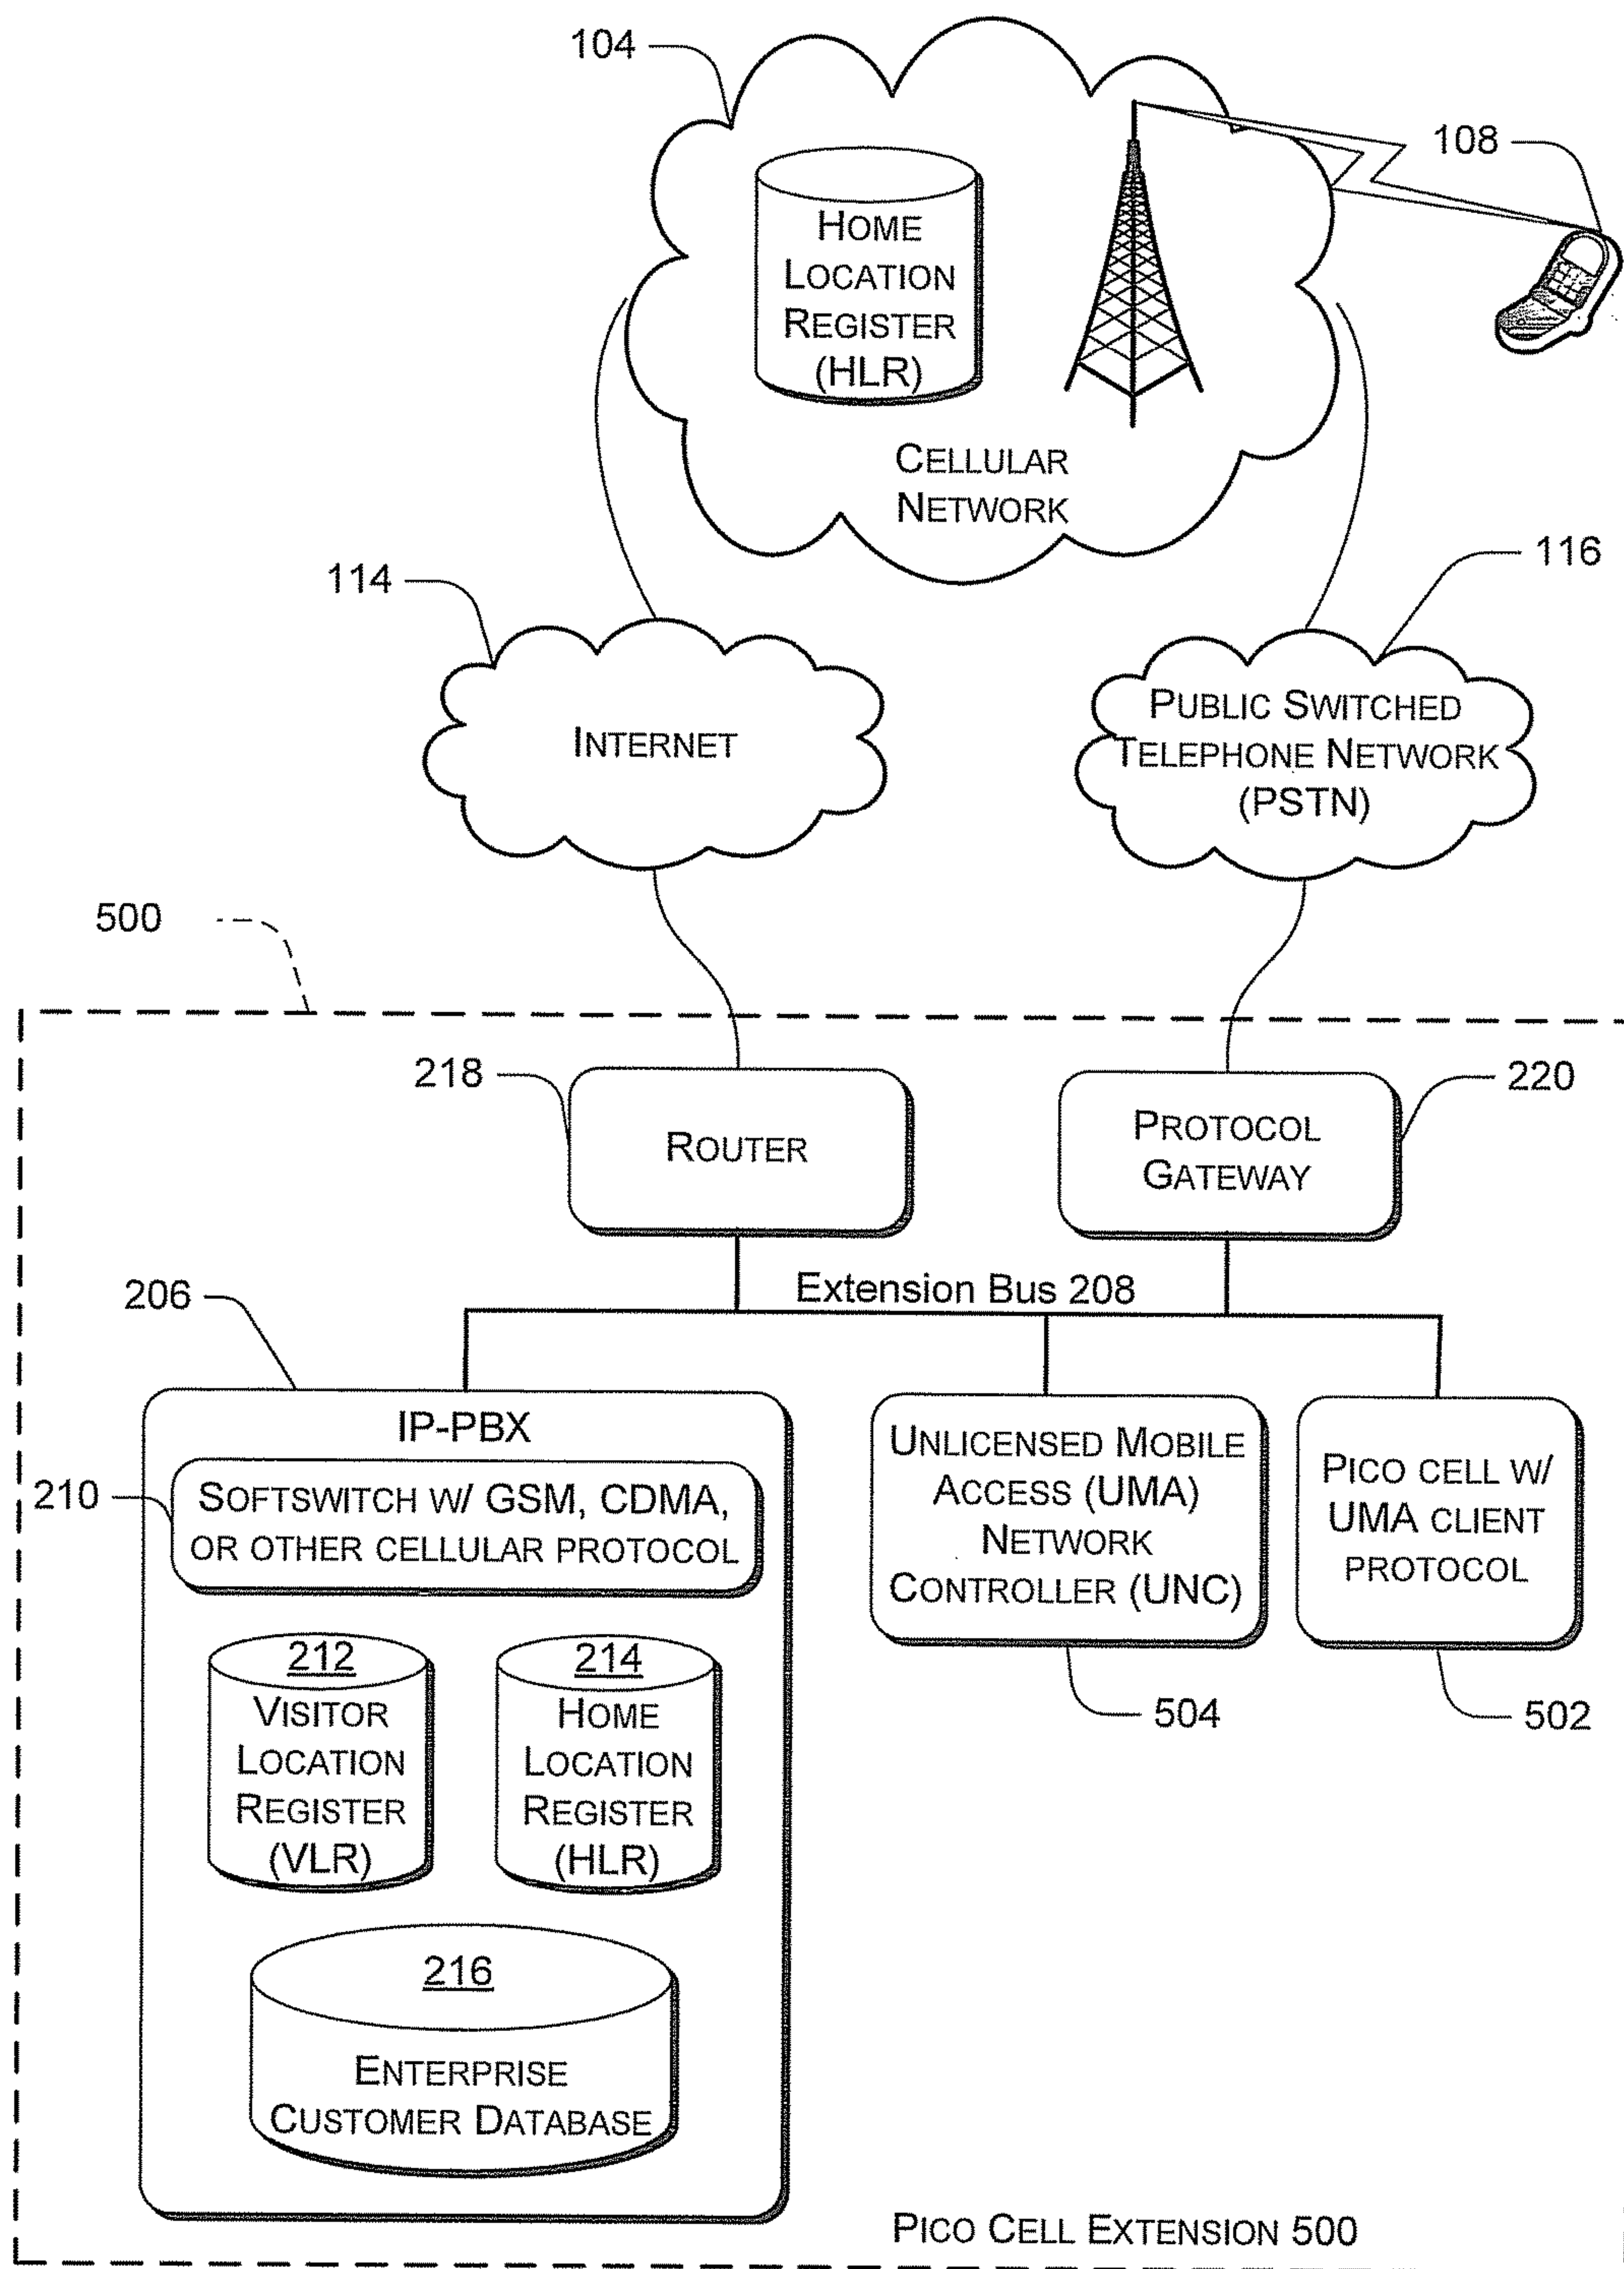 104
108
HOME
LOCATION
REGISTER
(HLR)
CELLULAR
NETWORK
114
116
INTERNET
PUBLIC SWITCHED
TELEPHONE NETWORK
(PSTN)
500
218
220
ROUTER
PROTOCOL
GATEWAY
Extension Bus 208
206
IP-PBX
210
SOFTSWITCH W/ GSM, CDMA,
OR OTHER CELLULAR PROTOCOL
UNLICENSED MOBILE
ACCESS (UMA)
NETWORK
CONTROLLER (UNC)
PICO CELL W/
UMA CLIENT
PROTOCOL
212
VISITOR
LOCATION
REGISTER
(VLR)
214
HOME
LOCATION
REGISTER
(HLR)
504
502
216
ENTERPRISE
CUSTOMER DATABASE
PICO CELL EXTENSION 500